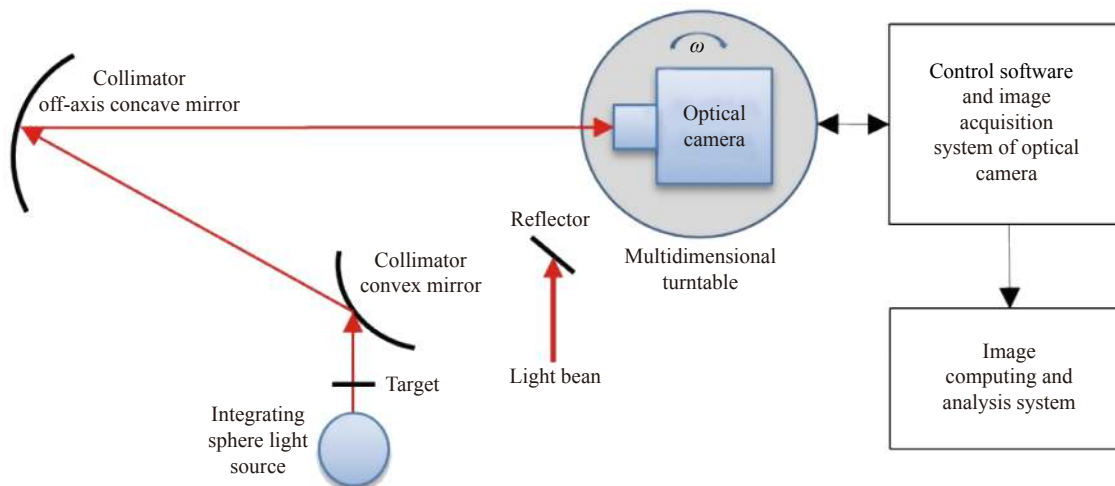 Collimator
off-axis concave mirror
ω
Optical
camera
Control software
and image
acquisition
system of optical
camera
Reflector
Multidimensional
turntable
Collimator
convex mirror
Light bean
Target
Integrating
sphere light
source
Image
computing and
analysis system